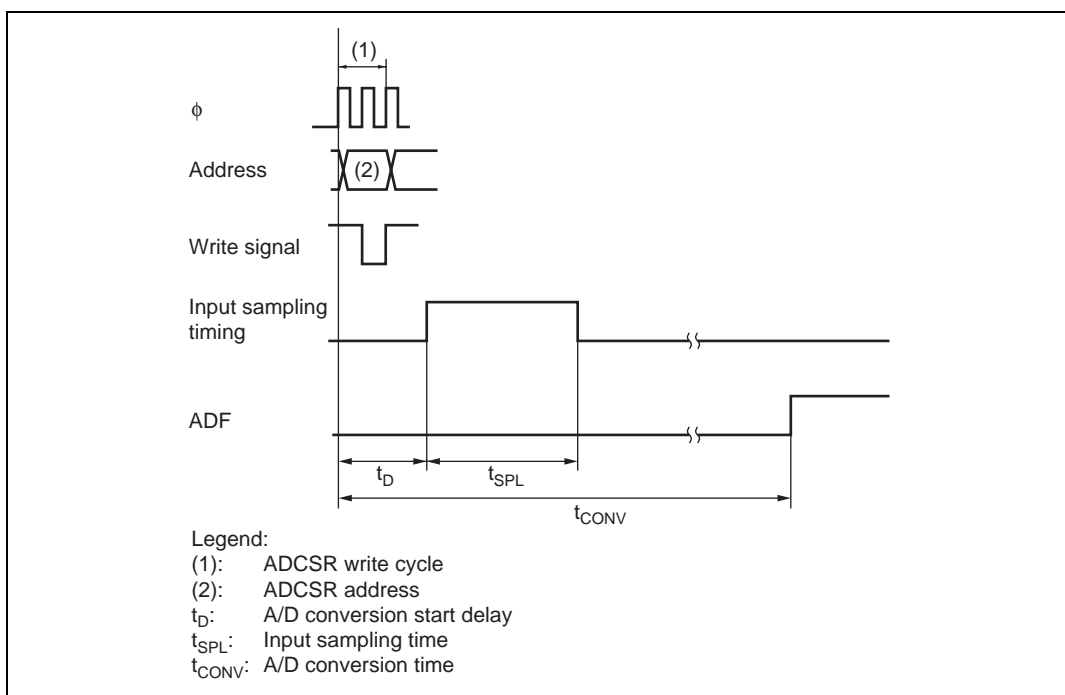 (1)
ϕ
Address
(2)
Write signal
Input sampling
timing
ADF
tD
tSPL
tCONV
Legend:
(1): ADCSR write cycle
(2): ADCSR address
tD: A/D conversion start delay
tSPL: Input sampling time
tCONV: A/D conversion time